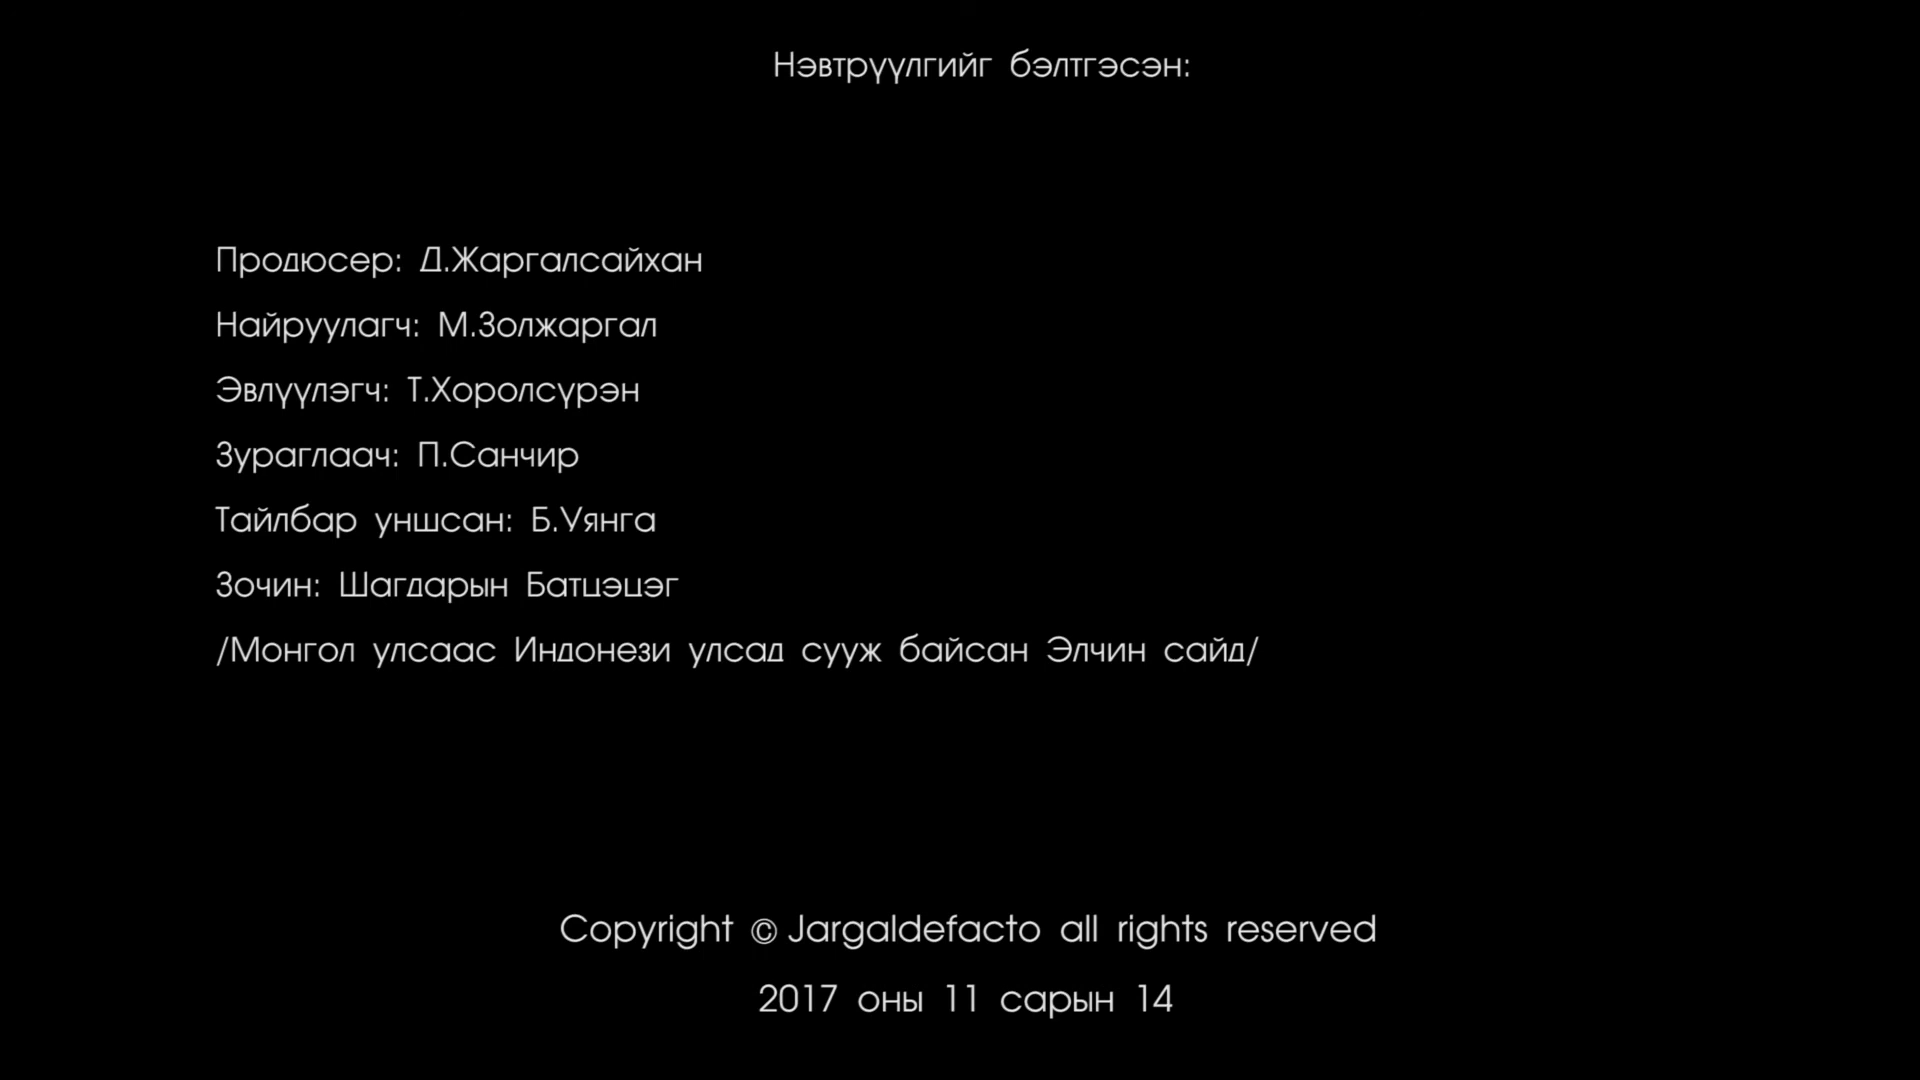 Нэвтрүүлгийг бэлтгэсэн:
Продюсер: Д.Жаргалсайхан
Найруулагч: М.Золжаргал
Эвлүүлэгч: Т.Хоролсүрэн
Зураглаач: П.Санчир
Тайлбар уншсан: Б.Уянга
Зочин: Шагдарын Батцэцэг
/Монгол улсаас Индонези улсад сууж байсан Элчин сайд/
Copyright © Jargaldefacto all rights reserved
2017 оны 11 сарын 14